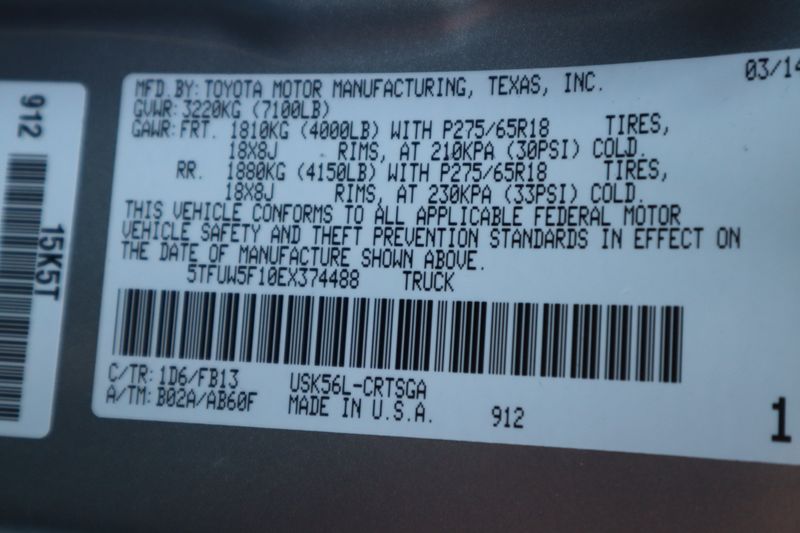 MFD.BY:TOYOTA MOTOR MANUFACTURING, TEXAS, INC. 03/14
GVWR:3220KG (7100LB)
GAWR:FRT. 1810KG (4000LB) WITH P275/65R18 TIRES,
18X8J RIMS, AT 210KPA (30PSI) COLD.
RR. 1880KG (4150LB) WITH P275/65R18 TIRES,
18X8J RIMS, AT 230KPA (33PSI) COLD.
THIS VEHICLE CONFORMS TO ALL APPLICABLE FEDERAL MOTOR
VEHICLE SAFETY AND THEFT PREVENTION STANDARDS IN EFFECT ON
THE DATE OF MANUFACTURE SHOWN ABOVE.
5TFUW5F10EX374488 TRUCK
C/TR: 1D6/FB13 USK56L-CRTSGA
A/TM: B02A/AB60F MADE IN U.S.A. 912
1
912
15K5T